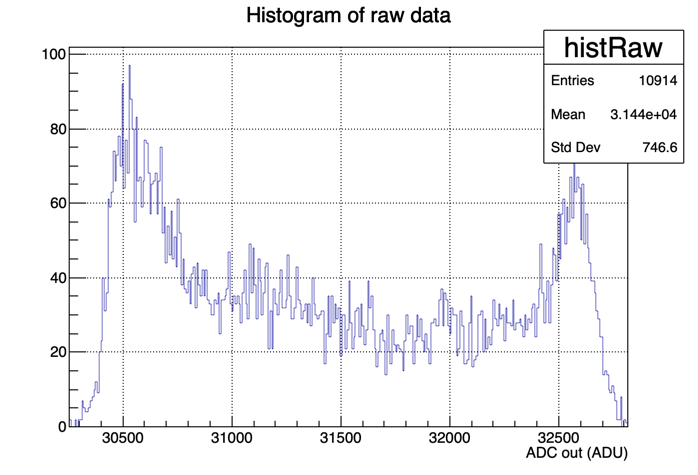 Histogram of raw data
histRaw
Entries 10914
Mean 3.144e+04
Std Dev 746.6
100
80
60
40
20
0
30500 31000 31500 32000 32500
ADC out (ADU)